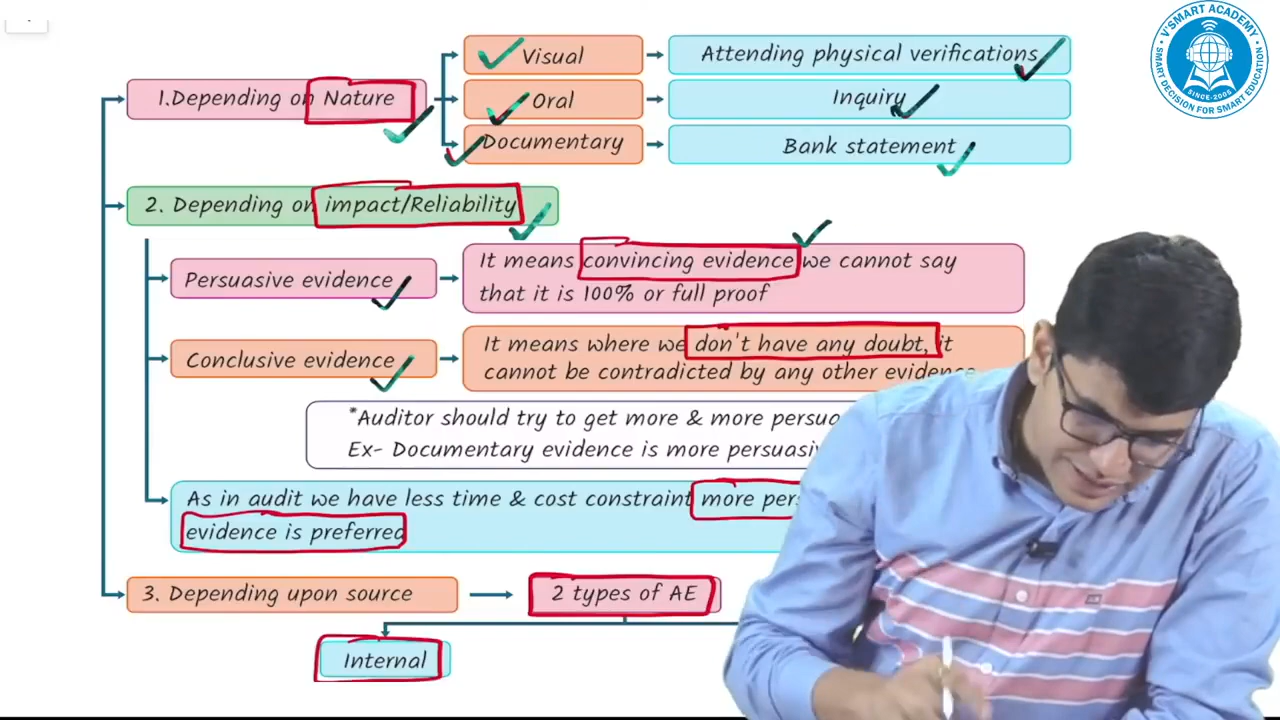 V'SMART ACADEMY
SMART DECISION FOR SMART EDUCATION
SINCE-2005
1.Depending on Nature
Visual
Attending physical verifications
Oral
Inquiry
Documentary
Bank statement
2. Depending on impact/Reliability
Persuasive evidence
It means convincing evidence we cannot say
that it is 100% or full proof
Conclusive evidence
It means where we don't have any doubt, it
cannot be contradicted by any other evidence
*Auditor should try to get more & more
Ex- Documentary evidence is more
As in audit we have less time & cost constraint more
evidence is preferred
3. Depending upon source
2 types of AE
Internal